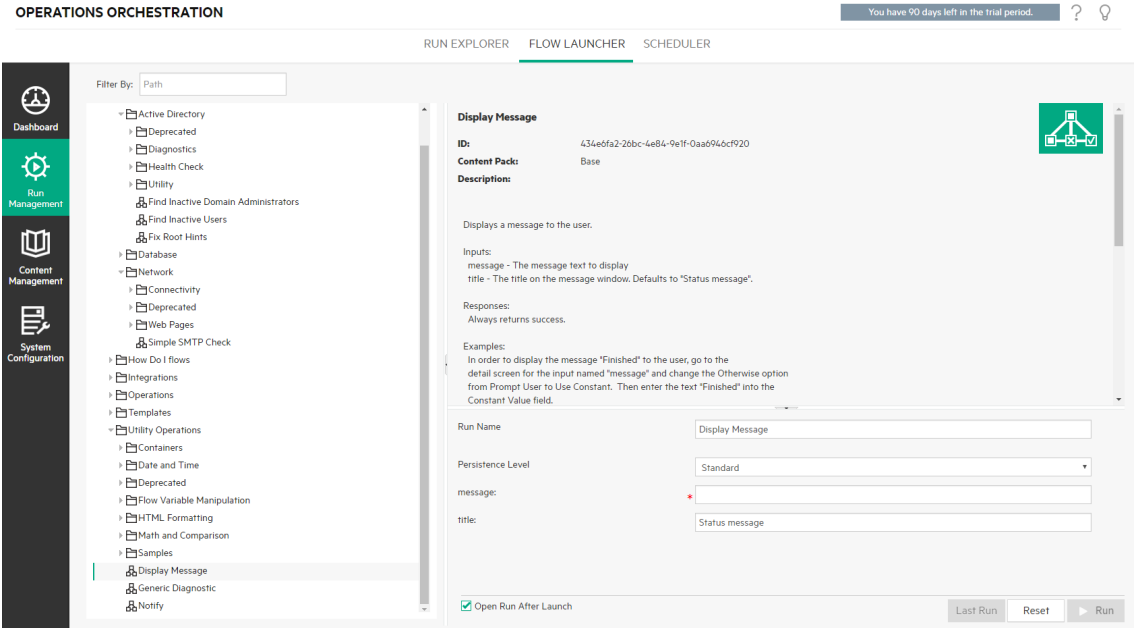 OPERATIONS ORCHESTRATION
You have 90 days left in the trial period.
RUN EXPLORER
FLOW LAUNCHER
SCHEDULER
Dashboard
Run
Management
Content
Management
System
Configuration
Filter By:
Path
Active Directory
Deprecated
Diagnostics
Health Check
Utility
Find Inactive Domain Administrators
Find Inactive Users
Fix Root Hints
Database
Network
Connectivity
Deprecated
Web Pages
Simple SMTP Check
How Do I flows
Integrations
Operations
Templates
Utility Operations
Containers
Date and Time
Deprecated
Flow Variable Manipulation
HTML Formatting
Math and Comparison
Samples
Display Message
Generic Diagnostic
Notify
Display Message
ID: 434e6fa2-26bc-4e84-9e1f-0aa6946cf920
Content Pack: Base
Description:
Displays a message to the user.
Inputs:
message - The message text to display
title - The title on the message window. Defaults to "Status message".
Responses:
Always returns success.
Examples:
In order to display the message "Finished" to the user, go to the
detail screen for the input named "message" and change the Otherwise option
from Prompt User to Use Constant. Then enter the text "Finished" into the
Constant Value field.
Run Name Display Message
Persistence Level Standard
message: *
title: Status message
Open Run After Launch
Last Run
Reset
Run